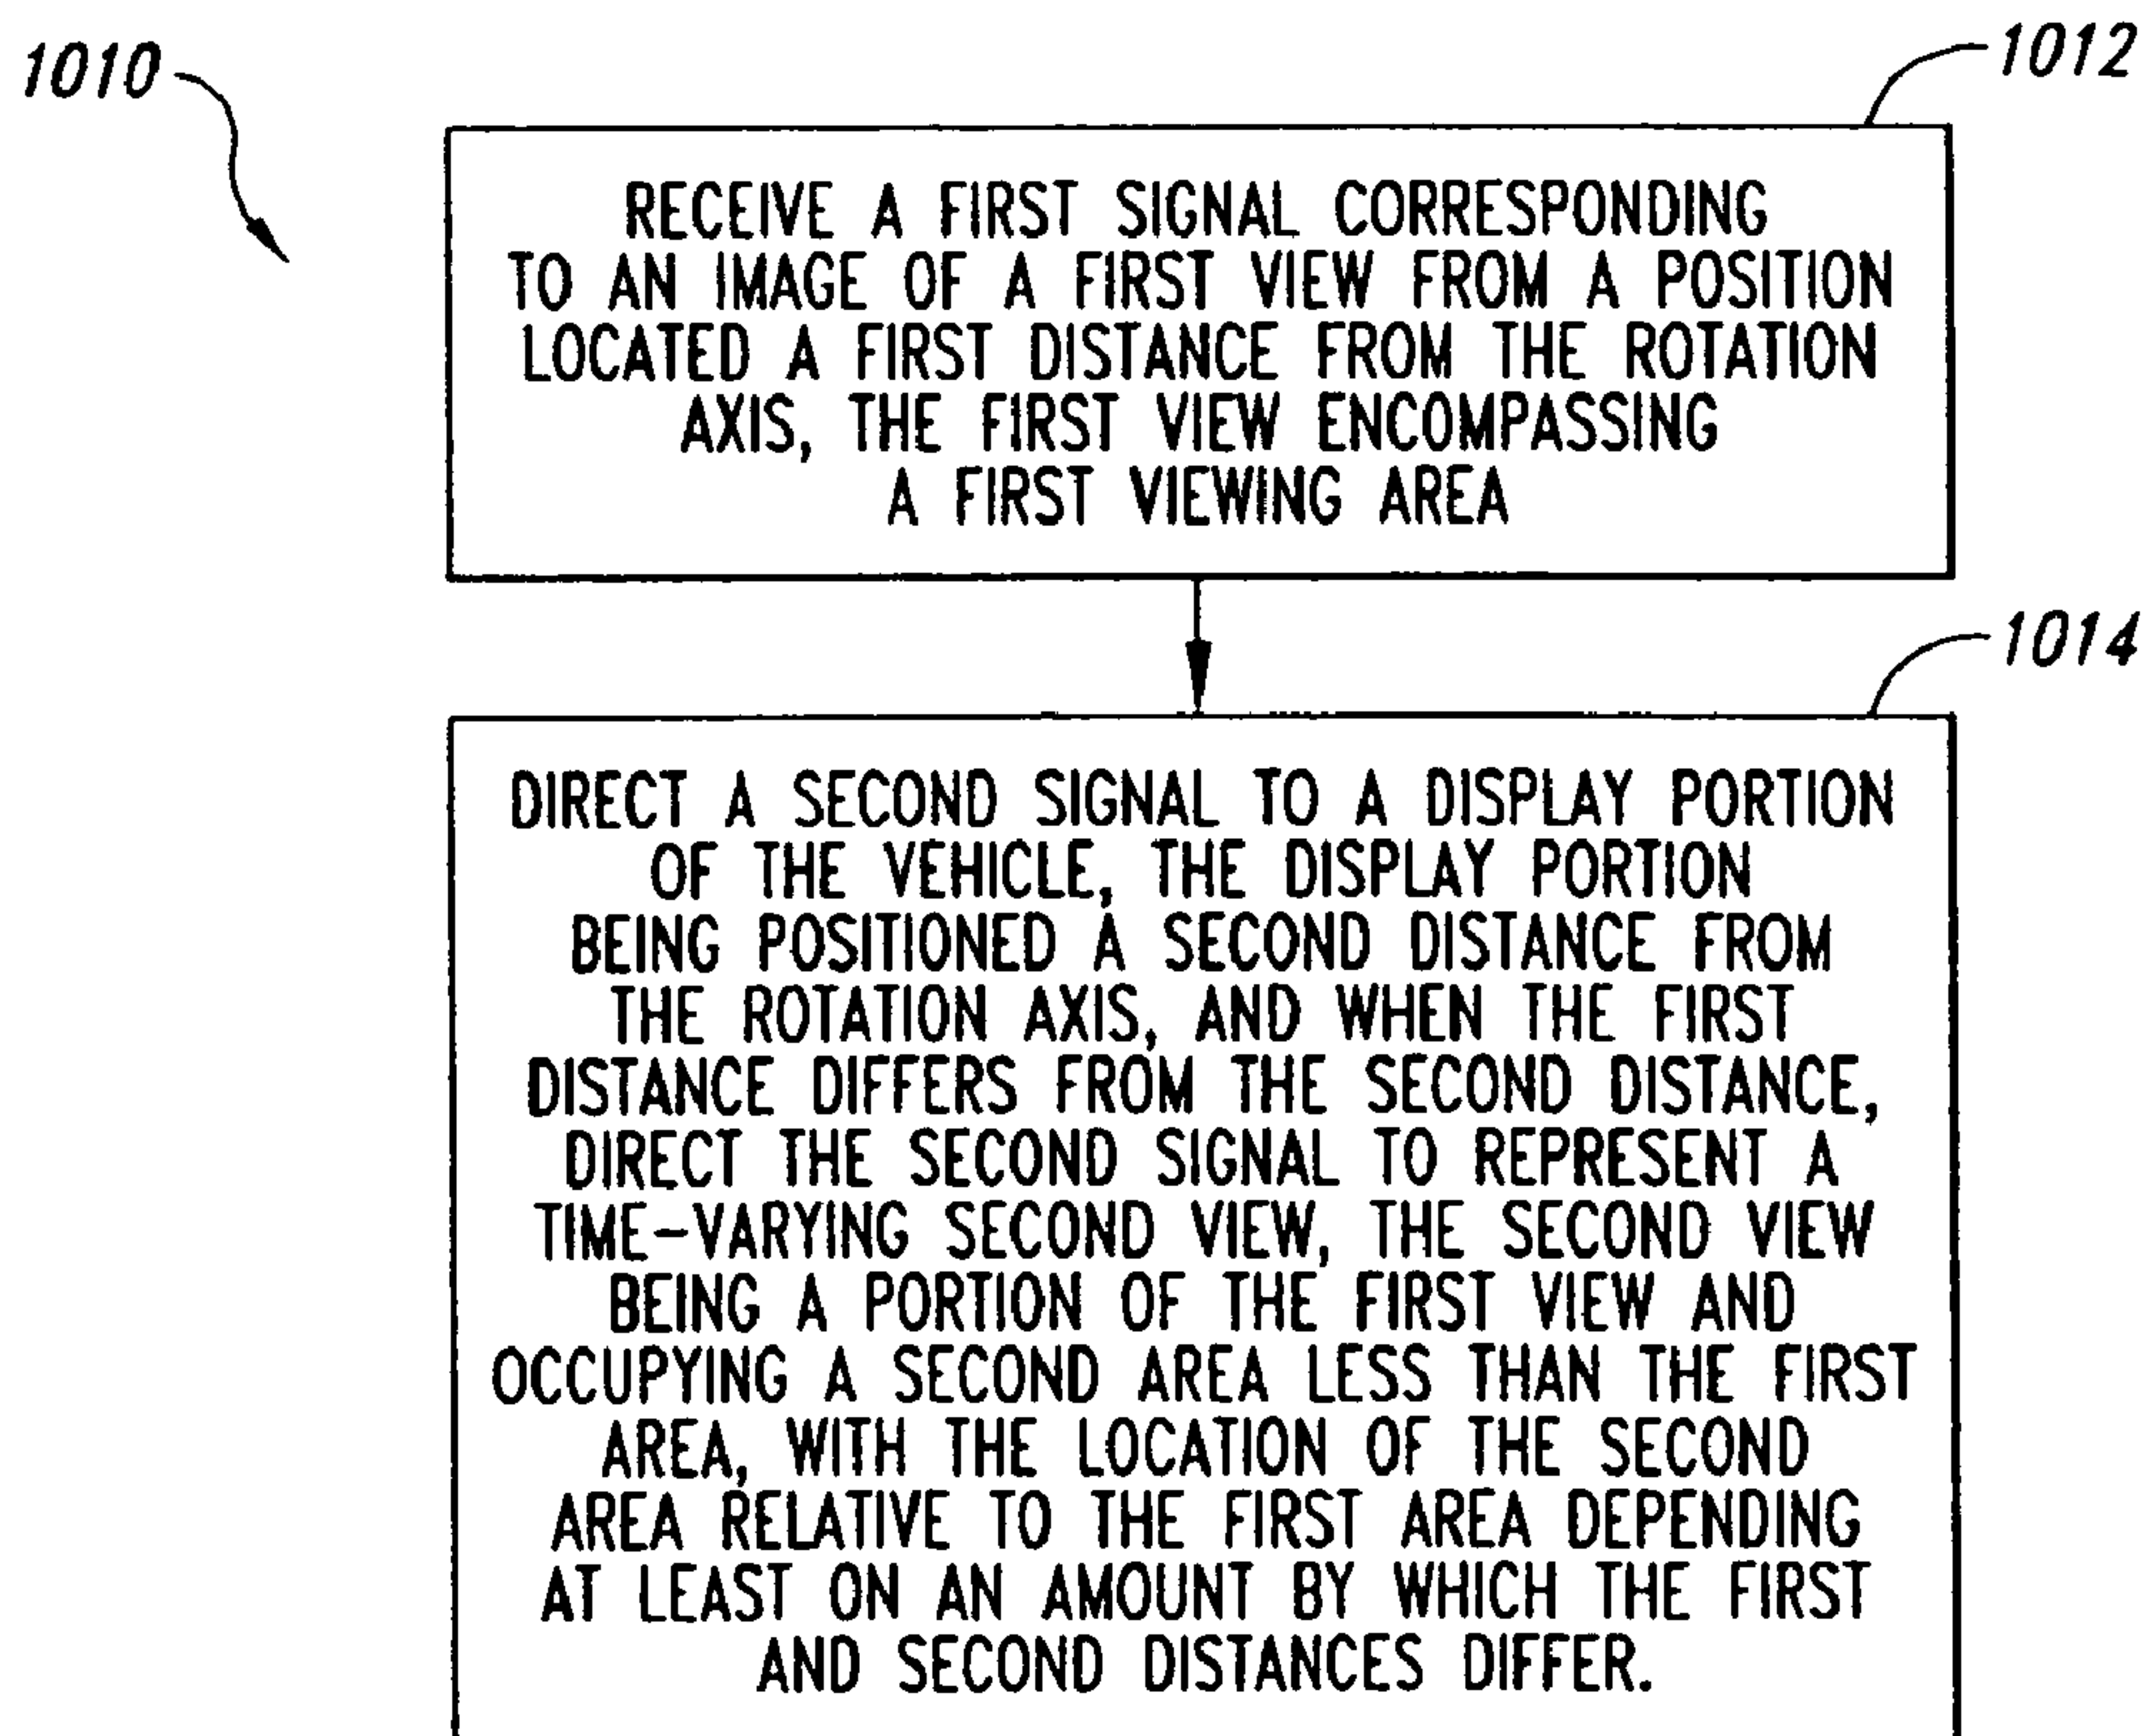 1010
1012
RECEIVE A FIRST SIGNAL CORRESPONDING
TO AN IMAGE OF A FIRST VIEW FROM A POSITION
LOCATED A FIRST DISTANCE FROM THE ROTATION
AXIS, THE FIRST VIEW ENCOMPASSING
A FIRST VIEWING AREA
1014
DIRECT A SECOND SIGNAL TO A DISPLAY PORTION
OF THE VEHICLE, THE DISPLAY PORTION
BEING POSITIONED A SECOND DISTANCE FROM
THE ROTATION AXIS, AND WHEN THE FIRST
DISTANCE DIFFERS FROM THE SECOND DISTANCE,
DIRECT THE SECOND SIGNAL TO REPRESENT A
TIME-VARYING SECOND VIEW, THE SECOND VIEW
BEING A PORTION OF THE FIRST VIEW AND
OCCUPYING A SECOND AREA LESS THAN THE FIRST
AREA, WITH THE LOCATION OF THE SECOND
AREA RELATIVE TO THE FIRST AREA DEPENDING
AT LEAST ON AN AMOUNT BY WHICH THE FIRST
AND SECOND DISTANCES DIFFER.